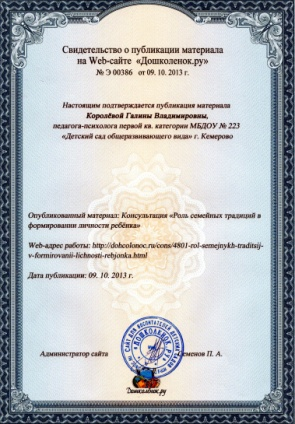 Свидетельство о публикации материала
на Web-сайте «Дошколенок.ру»
№ Э 00386 от 09. 10. 2013 г.
Настоящим подтверждается публикация материала
Королёвой Галины Владимировны,
педагога-психолога первой кв. категории МБДОУ № 223
«Детский сад общеразвивающего вида» г. Кемерово
Опубликованный материал: Консультация «Роль семейных традиций в
формировании личности ребёнка»
Web-адрес работы: http://dohcolonoc.ru/cons/4801-rol-semejnykh-traditsij-
v-formirovanii-lichnosti-rebjonka.html
Дата публикации: 09. 10. 2013 г.
Администратор сайта еменов П. А.
ДОШКОЛЕНОК.РУ
Дошколенок.ру